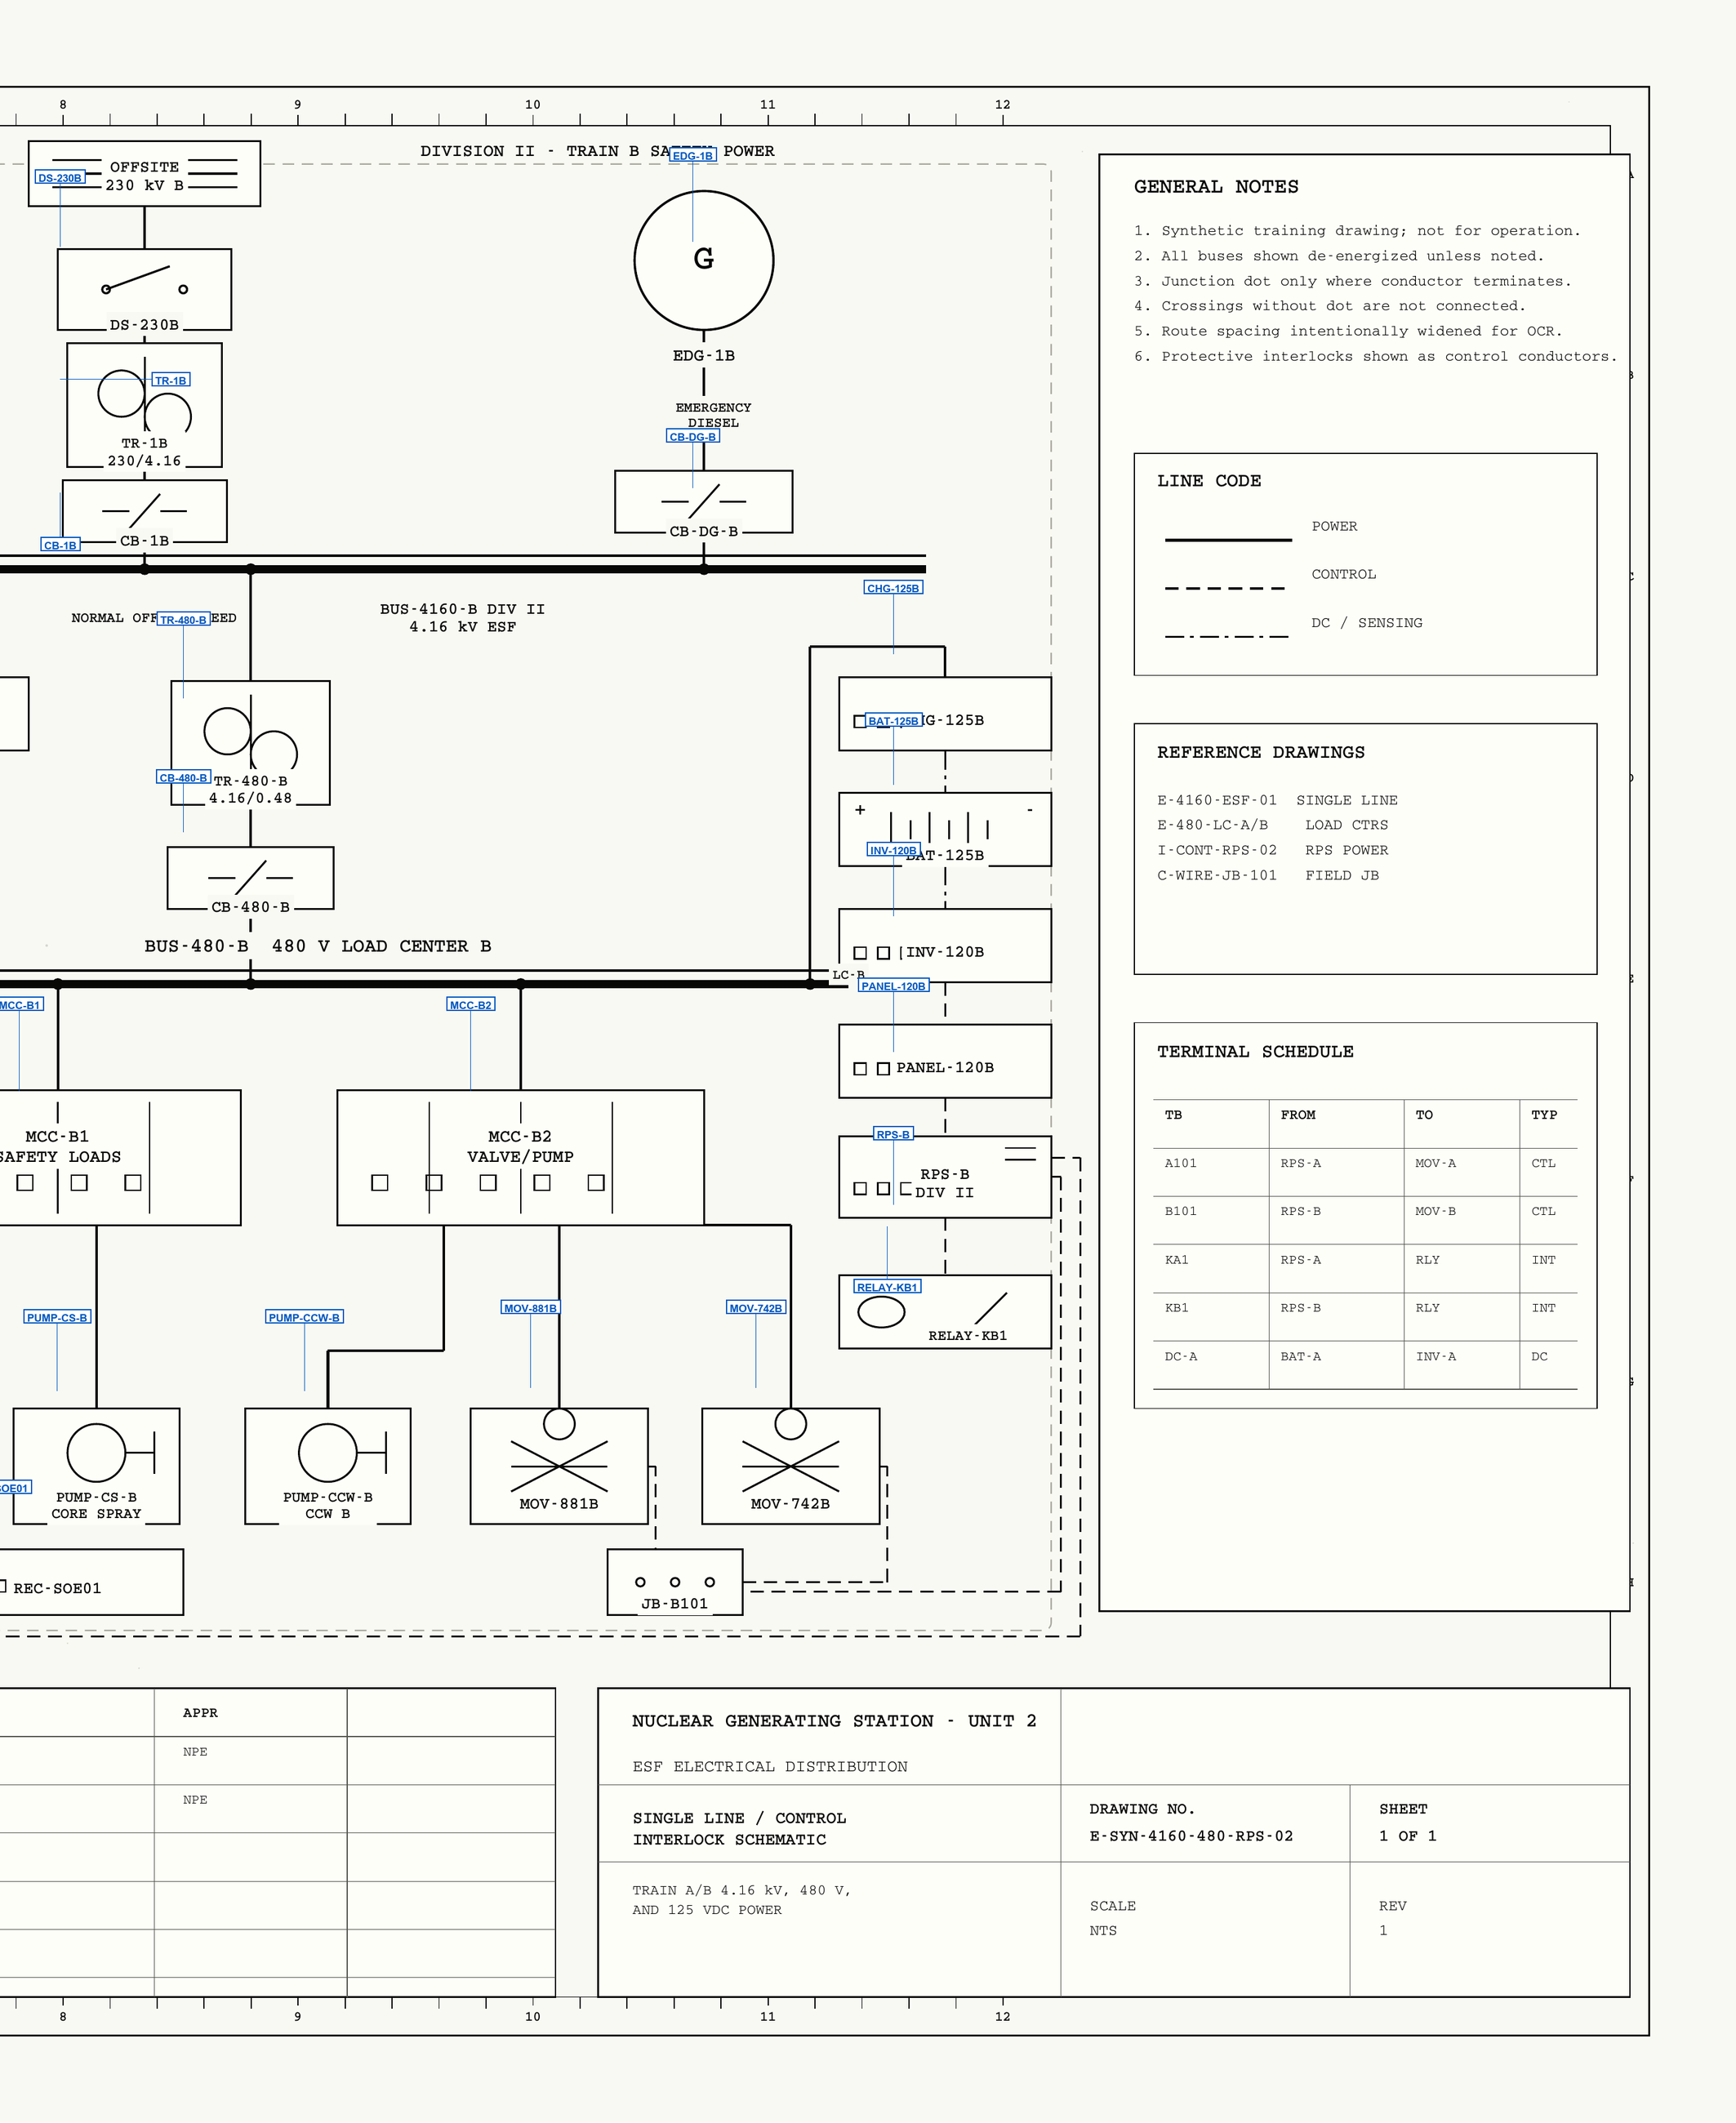 8 9 10 11 12
DIVISION II - TRAIN B SAFETY POWER
EDG-1B
OFFSITE
230 kV B
DS-230B
DS-230B
TR-1B
TR-1B
230/4.16
CB-1B
CB-1B
G
EDG-1B
EMERGENCY
DIESEL
CB-DG-B
CB-DG-B
NORMAL
TR-480-B
BUS-4160-B DIV II
4.16 kV ESF
TR-480-B
4.16/0.48
CB-480-B
CB-480-B
BUS-480-B 480 V LOAD CENTER B
LC-B
CHG-125B
BAT-125B
+ -
BAT-125B
INV-120B
INV-120B
PANEL-120B
PANEL-120B
RPS-B
RPS-B
DIV II
RELAY-KB1
RELAY-KB1
MCC-B1
MCC-B1
SAFETY LOADS
MCC-B2
MCC-B2
VALVE/PUMP
PUMP-CS-B
PUMP-CCW-B
MOV-881B
MOV-742B
PUMP-CS-B
CORE SPRAY
PUMP-CCW-B
CCW B
MOV-881B
MOV-742B
SOE01
REC-SOE01
JB-B101
GENERAL NOTES
1. Synthetic training drawing; not for operation.
2. All buses shown de-energized unless noted.
3. Junction dot only where conductor terminates.
4. Crossings without dot are not connected.
5. Route spacing intentionally widened for OCR.
6. Protective interlocks shown as control conductors.
LINE CODE
POWER
CONTROL
DC / SENSING
REFERENCE DRAWINGS
E-4160-ESF-01 SINGLE LINE
E-480-LC-A/B LOAD CTRS
I-CONT-RPS-02 RPS POWER
C-WIRE-JB-101 FIELD JB
TERMINAL SCHEDULE
TB FROM TO TYP
A101 RPS-A MOV-A CTL
B101 RPS-B MOV-B CTL
KA1 RPS-A RLY INT
KB1 RPS-B RLY INT
DC-A BAT-A INV-A DC
APPR
NPE
NPE
NUCLEAR GENERATING STATION - UNIT 2
ESF ELECTRICAL DISTRIBUTION
SINGLE LINE / CONTROL
INTERLOCK SCHEMATIC
TRAIN A/B 4.16 kV, 480 V,
AND 125 VDC POWER
DRAWING NO.
E-SYN-4160-480-RPS-02
SHEET
1 OF 1
SCALE
NTS
REV
1
8 9 10 11 12